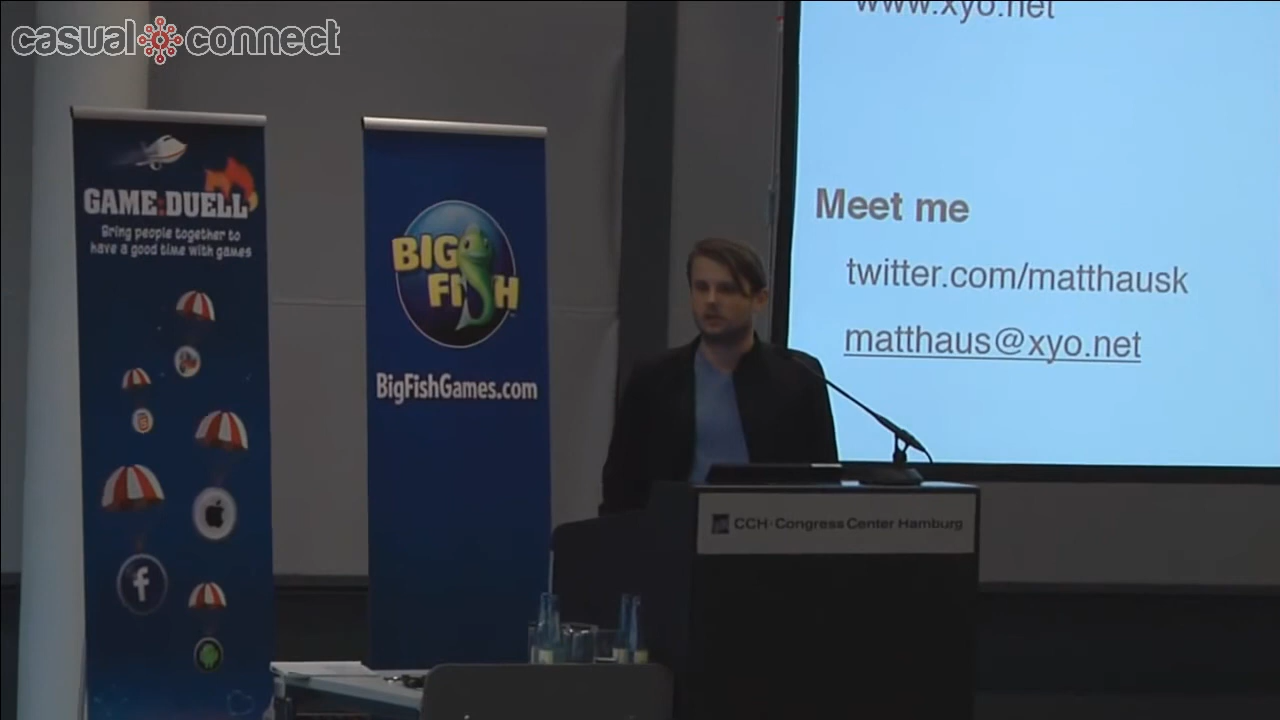 casual connect
www.xyo.net
GAME DUELL
Bring people together to
have a good time with games
BIG
FISH
BigFishGames.com
Meet me
twitter.com/matthausk
matthaus@xyo.net
CCH·Congress Center Hamburg